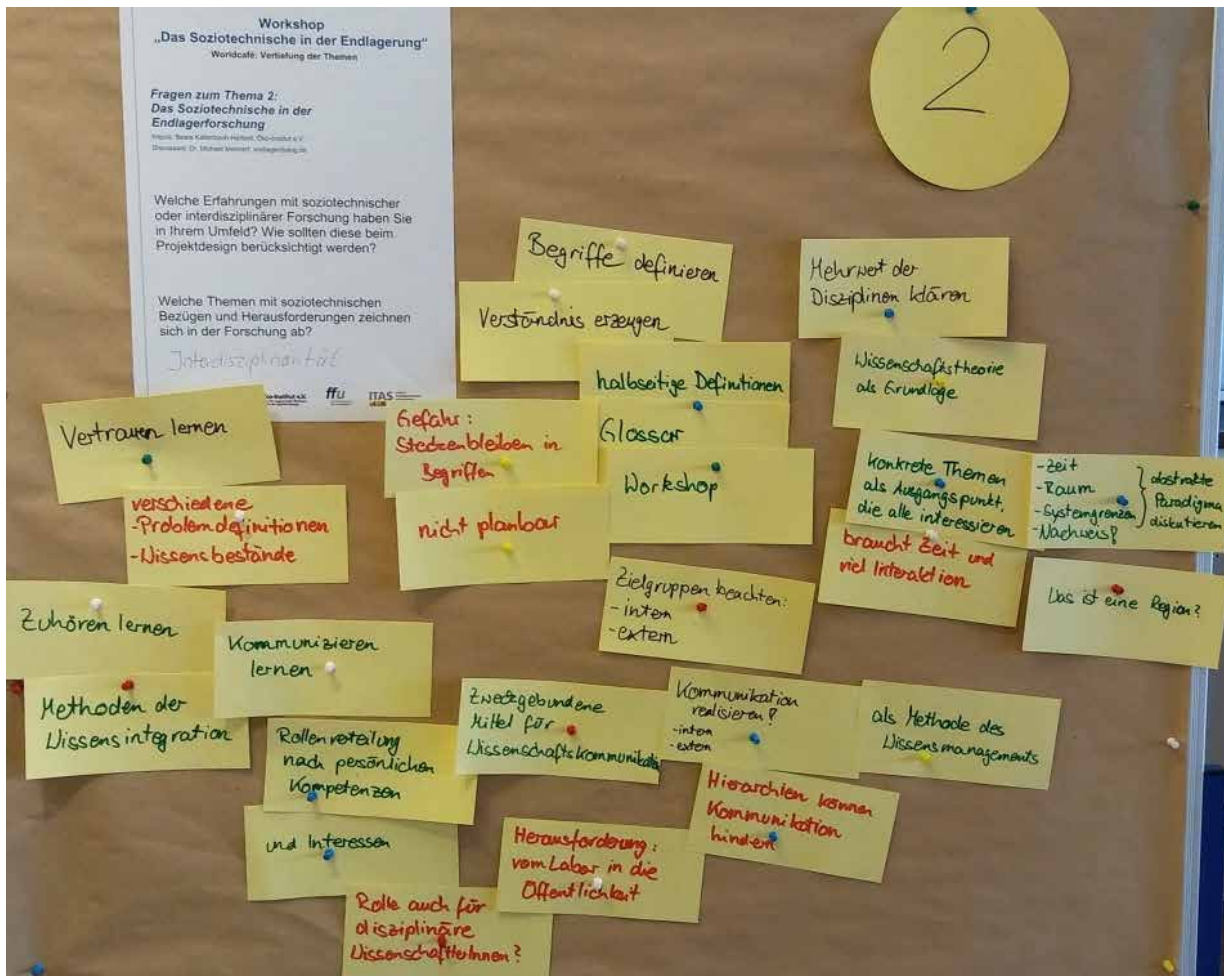 Workshop
„Das Soziotechnische in der Endlagerung“
Worldcafé: Vertiefung der Themen
Fragen zum Thema 2:
Das Soziotechnische in der
Endlagerforschung
Welche Erfahrungen mit soziotechnischer
oder interdisziplinärer Forschung haben Sie
in Ihrem Umfeld? Wie sollten diese beim
Projektdesign berücksichtigt werden?
Welche Themen mit soziotechnischen
Bezügen und Herausforderungen zeichnen
sich in der Forschung ab?
ffu
ITAS
2
Begriffe definieren
Verständnis erzeugen
Mehrwert der
Disziplinen klären
halbseitige Definitionen
Glossar
Workshop
Wissenschaftstheorie
als Grundlage
Vertrauen lernen
Gefahr:
Steckenbleiben in
Begriffen
nicht planbar
konkrete Themen
als Ausgangspunkt,
die alle interessieren
-Zeit
-Raum
-Systemgrenzen
-Nachweis?
abstrakte
Paradigma
diskutieren
verschiedene
-Problemdefinitionen
-Wissensbestände
braucht Zeit und
viel Interaktion
Zielgruppen beachten:
-intern
-extern
Was ist eine Region?
Zuhören lernen
Kommunizieren
lernen
Methoden der
Wissensintegration
Rollenverteilung
nach persönlichen
Kompetenzen
und Interessen
Zweckgebundene
Mittel für
Kommunikation
realisieren?
-intern
-extern
als Methode des
Wissensmanagements
Hierarchien können
Kommunikation
hindern
Herausforderung:
vom Labor in die
Öffentlichkeit
Rolle auch für
disziplinäre
WissenschaftlerInnen?